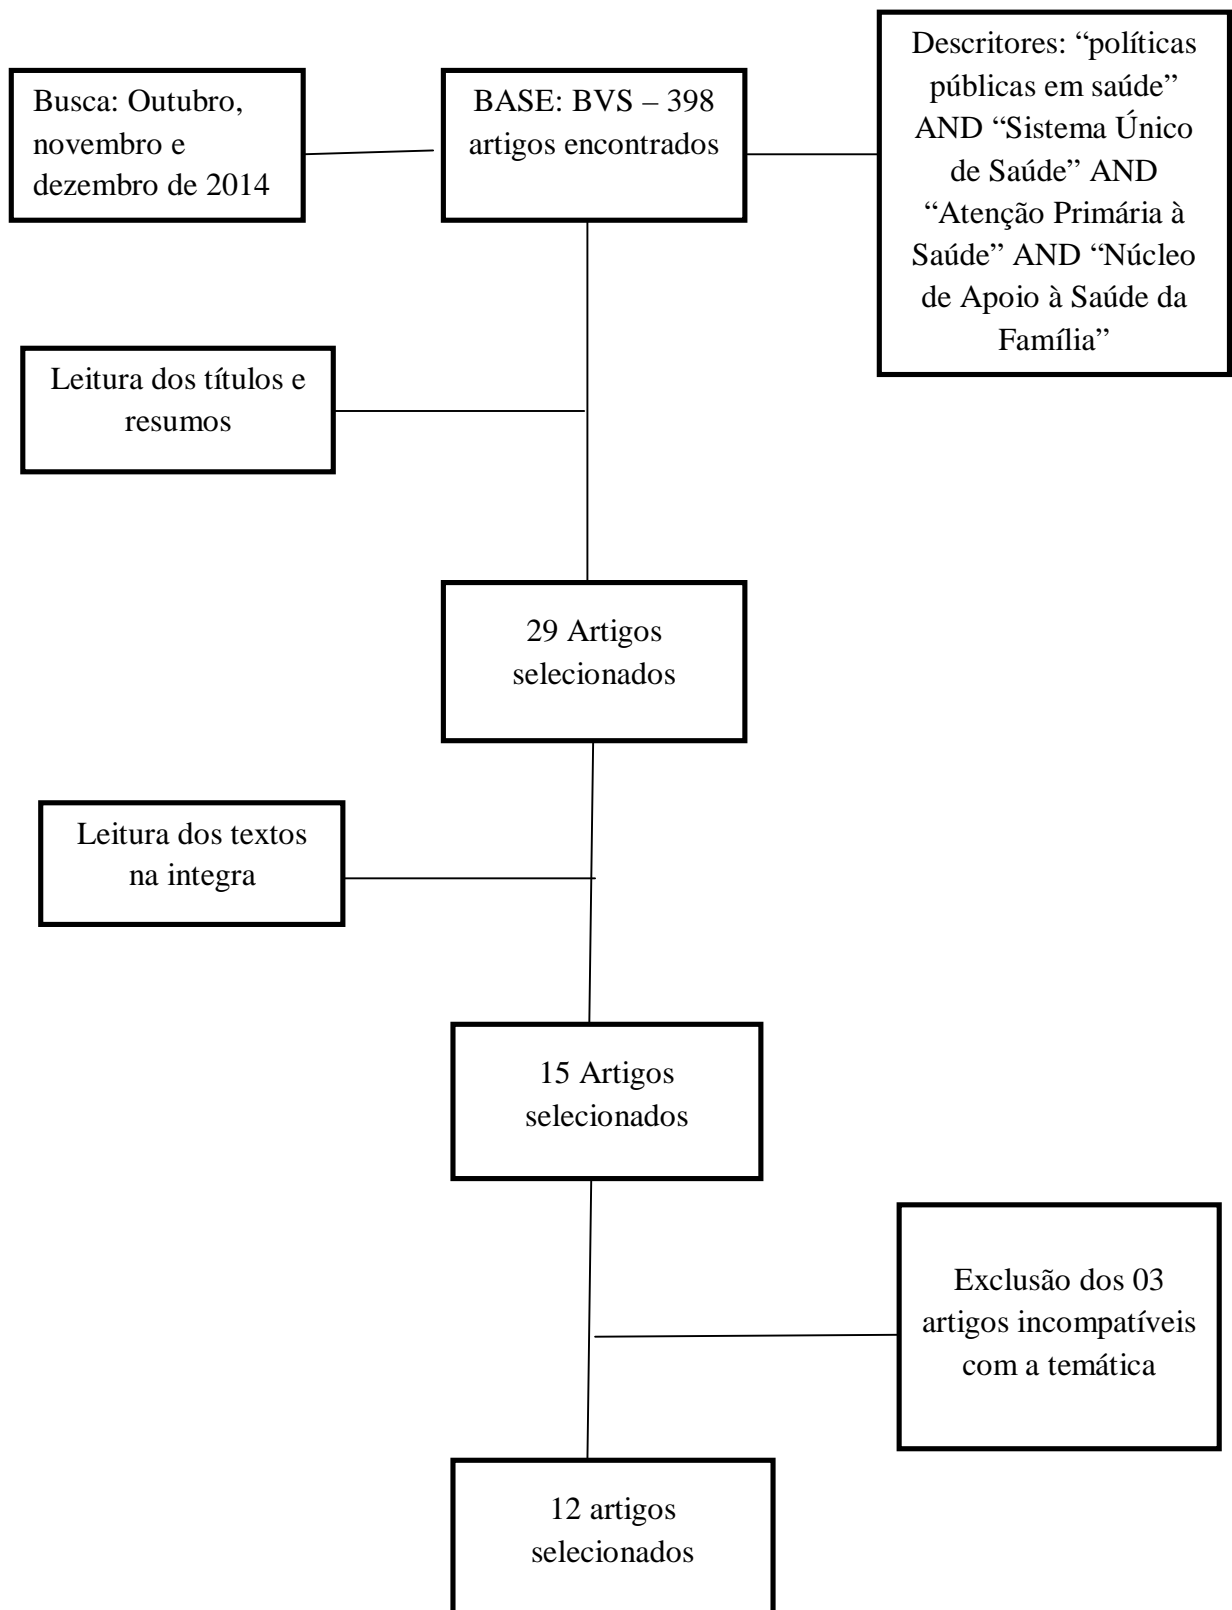 Busca: Outubro,
novembro e
dezembro de 2014
BASE: BVS – 398
artigos encontrados
Descritores: “políticas
públicas em saúde”
AND “Sistema Único
de Saúde” AND
“Atenção Primária à
Saúde” AND “Núcleo
de Apoio à Saúde da
Família”
Leitura dos títulos e
resumos
29 Artigos
selecionados
Leitura dos textos
na integra
15 Artigos
selecionados
Exclusão dos 03
artigos incompatíveis
com a temática
12 artigos
selecionados